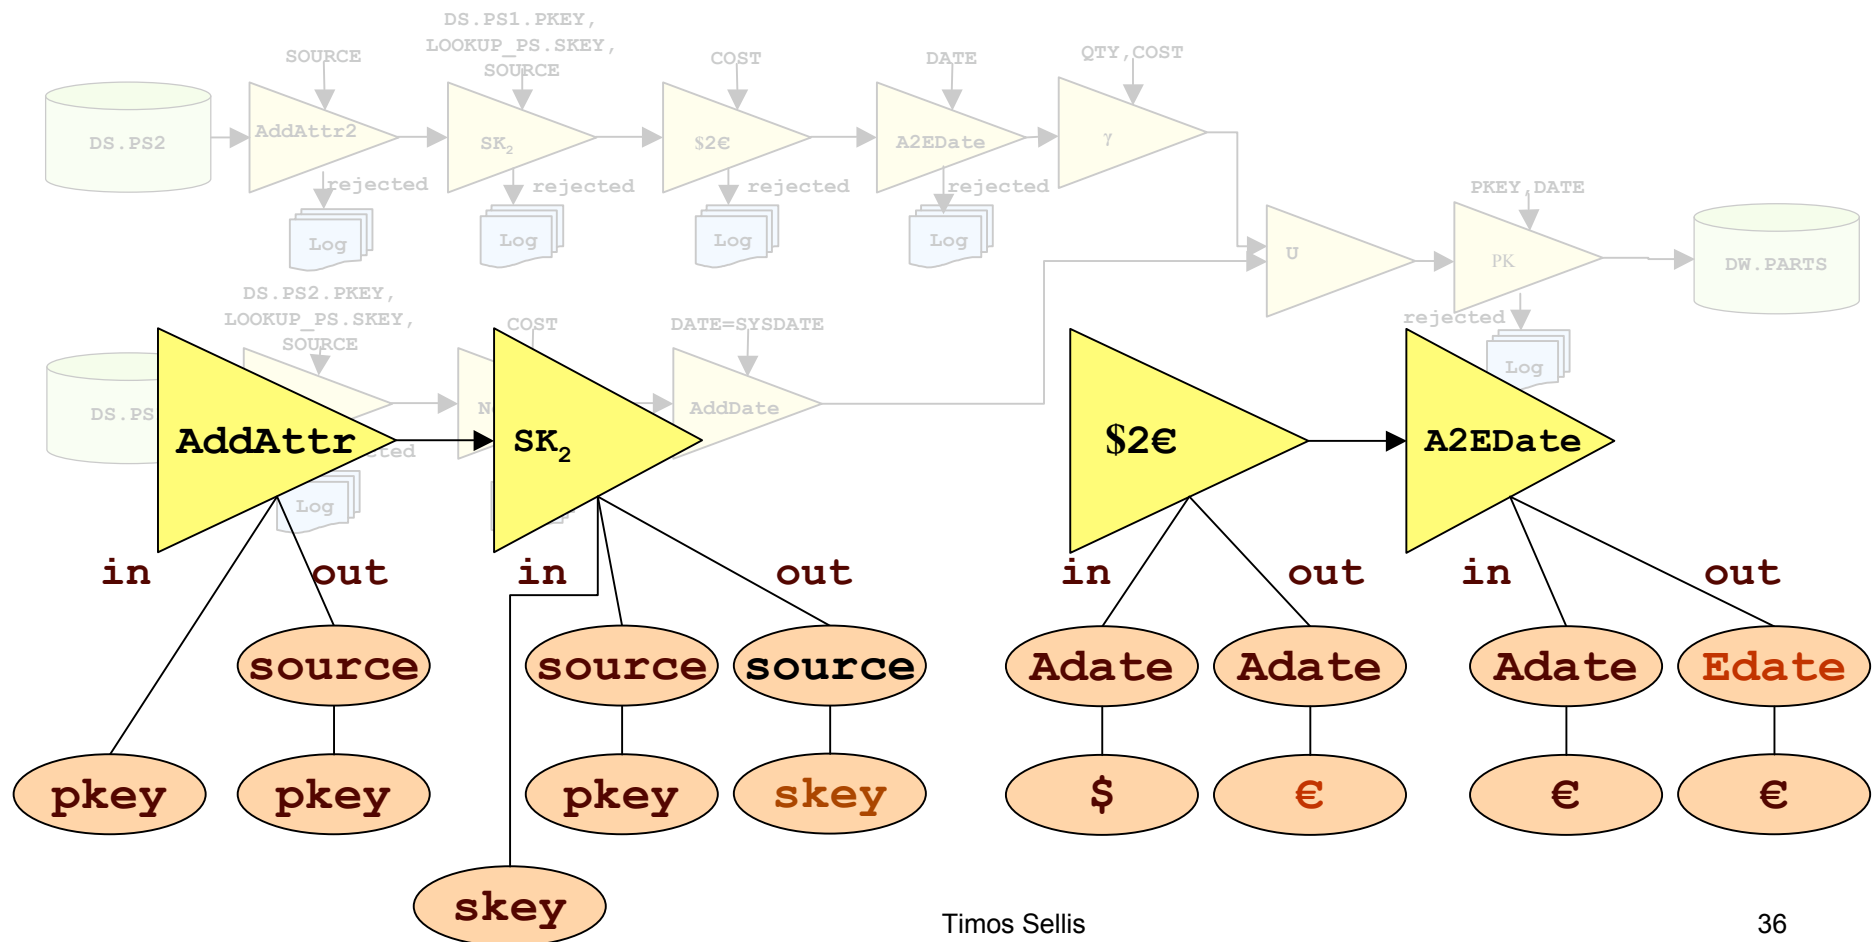 DS.PS1.PKEY,
LOOKUP_PS.SKEY,
SOURCE
SOURCE
COST
DATE
QTY,COST
DS.PS2
AddAttr2
SK2
$2€
A2EDate
γ
rejected
rejected
rejected
rejected
Log
Log
Log
Log
PKEY,DATE
U
PK
DW.PARTS
rejected
Log
DS.PS2.PKEY,
LOOKUP_PS.SKEY,
SOURCE
COST
DATE=SYSDATE
DS.PS
AddDate
Log
AddAttr
SK2
$2€
A2EDate
in
out
in
out
in
out
in
out
source
source
source
Adate
Adate
Adate
Edate
pkey
pkey
pkey
skey
$
€
€
€
skey
Timos Sellis
36